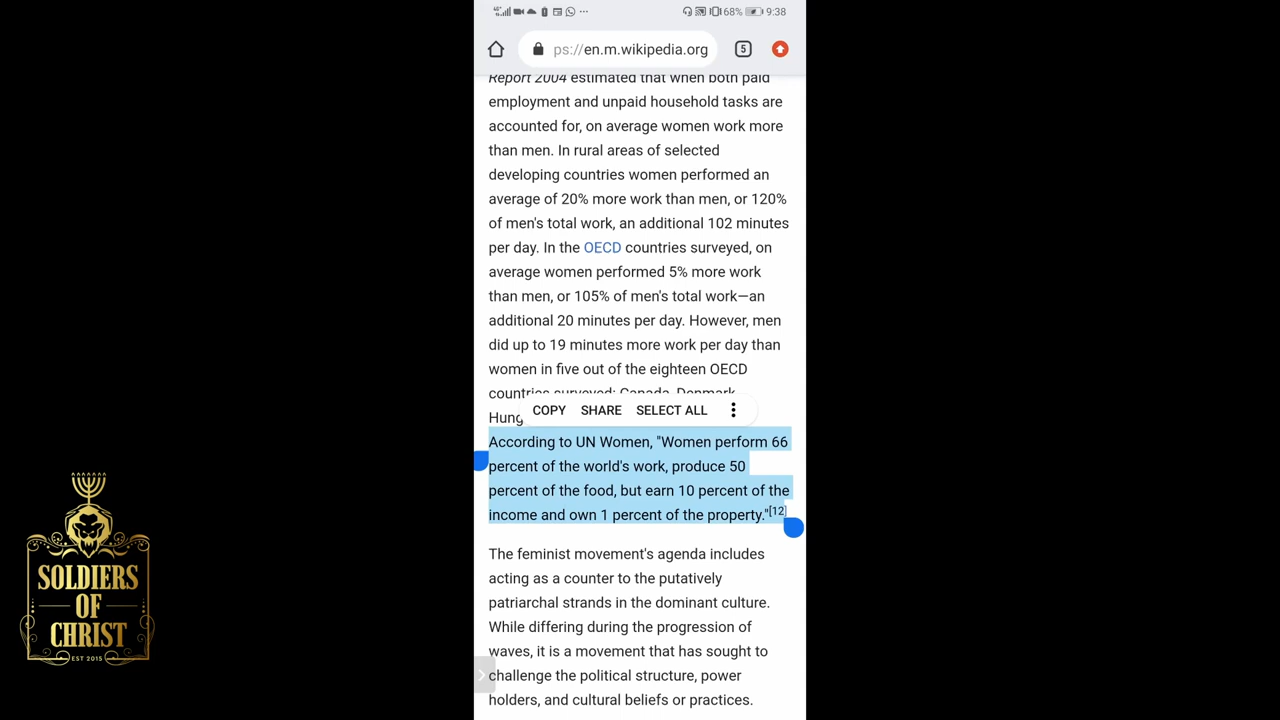 68% 9:38
ps://en.m.wikipedia.org 5
Report 2004 estimated that when both paid
employment and unpaid household tasks are
accounted for, on average women work more
than men. In rural areas of selected
developing countries women performed an
average of 20% more work than men, or 120%
of men's total work, an additional 102 minutes
per day. In the OECD countries surveyed, on
average women performed 5% more work
than men, or 105% of men's total work—an
additional 20 minutes per day. However, men
did up to 19 minutes more work per day than
women in five out of the eighteen OECD
countries surveyed: Canada, Denmark,
Hung
COPY SHARE SELECT ALL
According to UN Women, "Women perform 66
percent of the world's work, produce 50
percent of the food, but earn 10 percent of the
income and own 1 percent of the property."[12]
The feminist movement's agenda includes
acting as a counter to the putatively
patriarchal strands in the dominant culture.
While differing during the progression of
waves, it is a movement that has sought to
challenge the political structure, power
holders, and cultural beliefs or practices.
SOLDIERS
OF
CHRIST
EST 2015